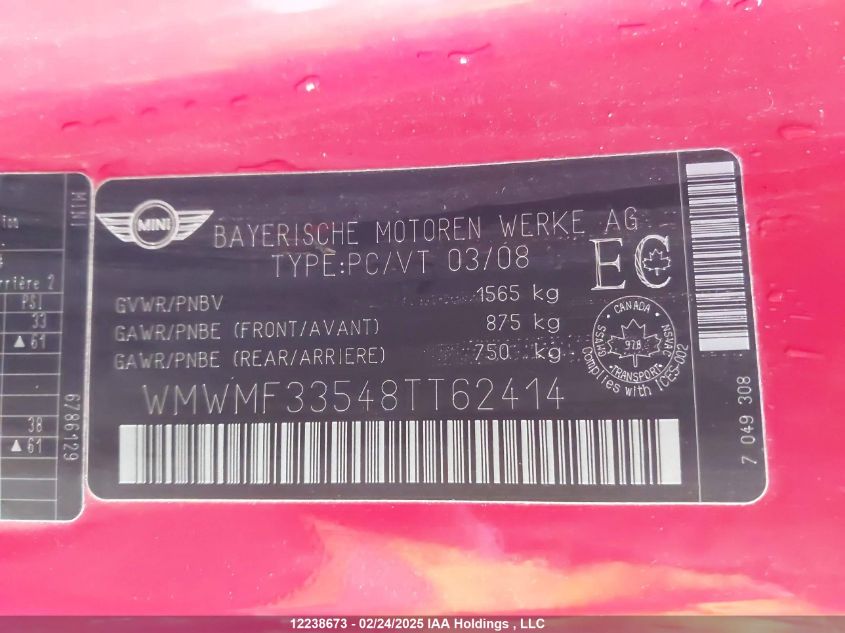 MINI
rrière 2
PSI
33
▲61
38
▲61
6786129
MINI
BAYERISCHE MOTOREN WERKE AG
TYPE:PC/VT 03/08
EC
GVWR/PNBV 1565 kg
GAWR/PNBE (FRONT/AVANT) 875 kg
GAWR/PNBE (REAR/ARRIERE) 750 kg
WMWMF33548TT62414
CANADA
978
TRANSPORT
Complies with ICES-002
7 049 308
12238673 - 02/24/2025 IAA Holdings , LLC